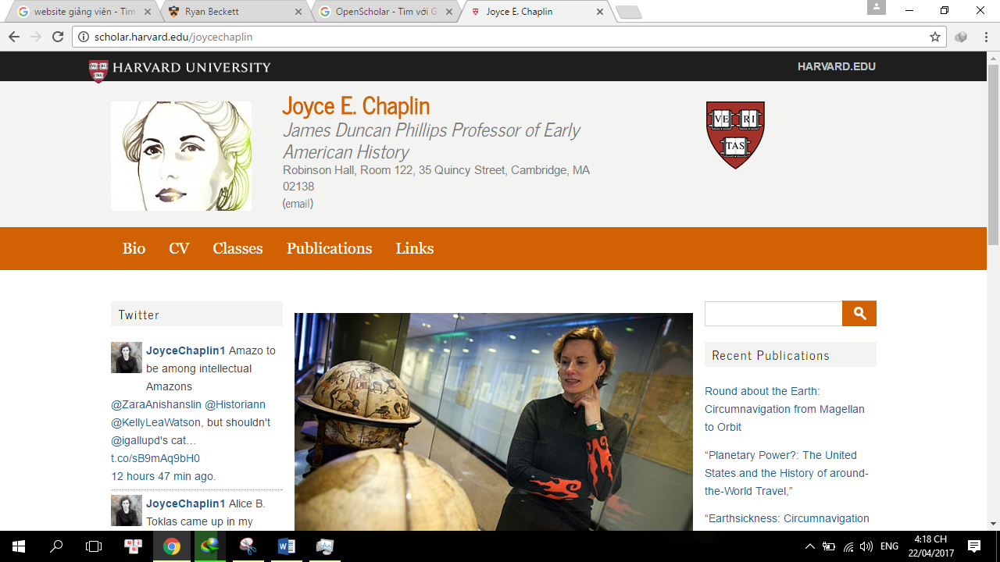 website giảng viên - Tìm
Ryan Beckett
OpenScholar - Tìm với G
Joyce E. Chaplin
scholar.harvard.edu/joycechaplin
HARVARD UNIVERSITY
HARVARD.EDU
Joyce E. Chaplin
James Duncan Phillips Professor of Early
American History
Robinson Hall, Room 122, 35 Quincy Street, Cambridge, MA
02138
(email)
VE RI
TAS
Bio CV Classes Publications Links
Twitter
JoyceChaplin1 Amazo to
be among intellectual
Amazons
@ZaraAnishanslin @Historiann
@KellyLeaWatson, but shouldn't
@igallupd's cat…
t.co/sB9mAq9bH0
12 hours 47 min ago.
JoyceChaplin1 Alice B.
Toklas came up in my
Recent Publications
Round about the Earth:
Circumnavigation from Magellan
to Orbit
“Planetary Power?: The United
States and the History of around-
the-World Travel,”
“Earthsickness: Circumnavigation
ENG
4:18 CH
22/04/2017